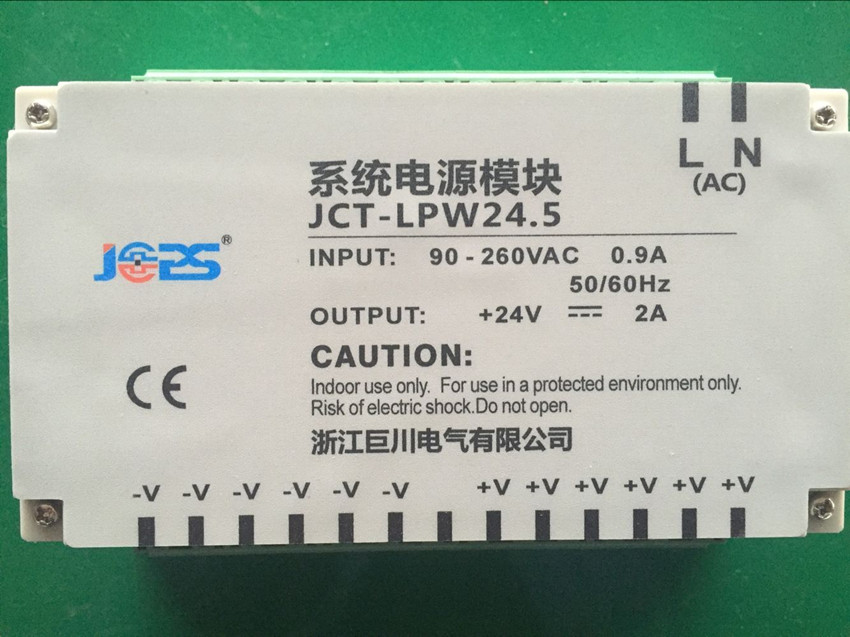 L N
(AC)
系统电源模块
JCT-LPW24.5
INPUT: 90-260VAC 0.9A
50/60Hz
OUTPUT: +24V 2A
CAUTION:
Indoor use only. For use in a protected environment only.
Risk of electric shock.Do not open.
浙江巨川电气有限公司
®
CE
-V -V -V -V -V -V +V +V +V +V +V +V